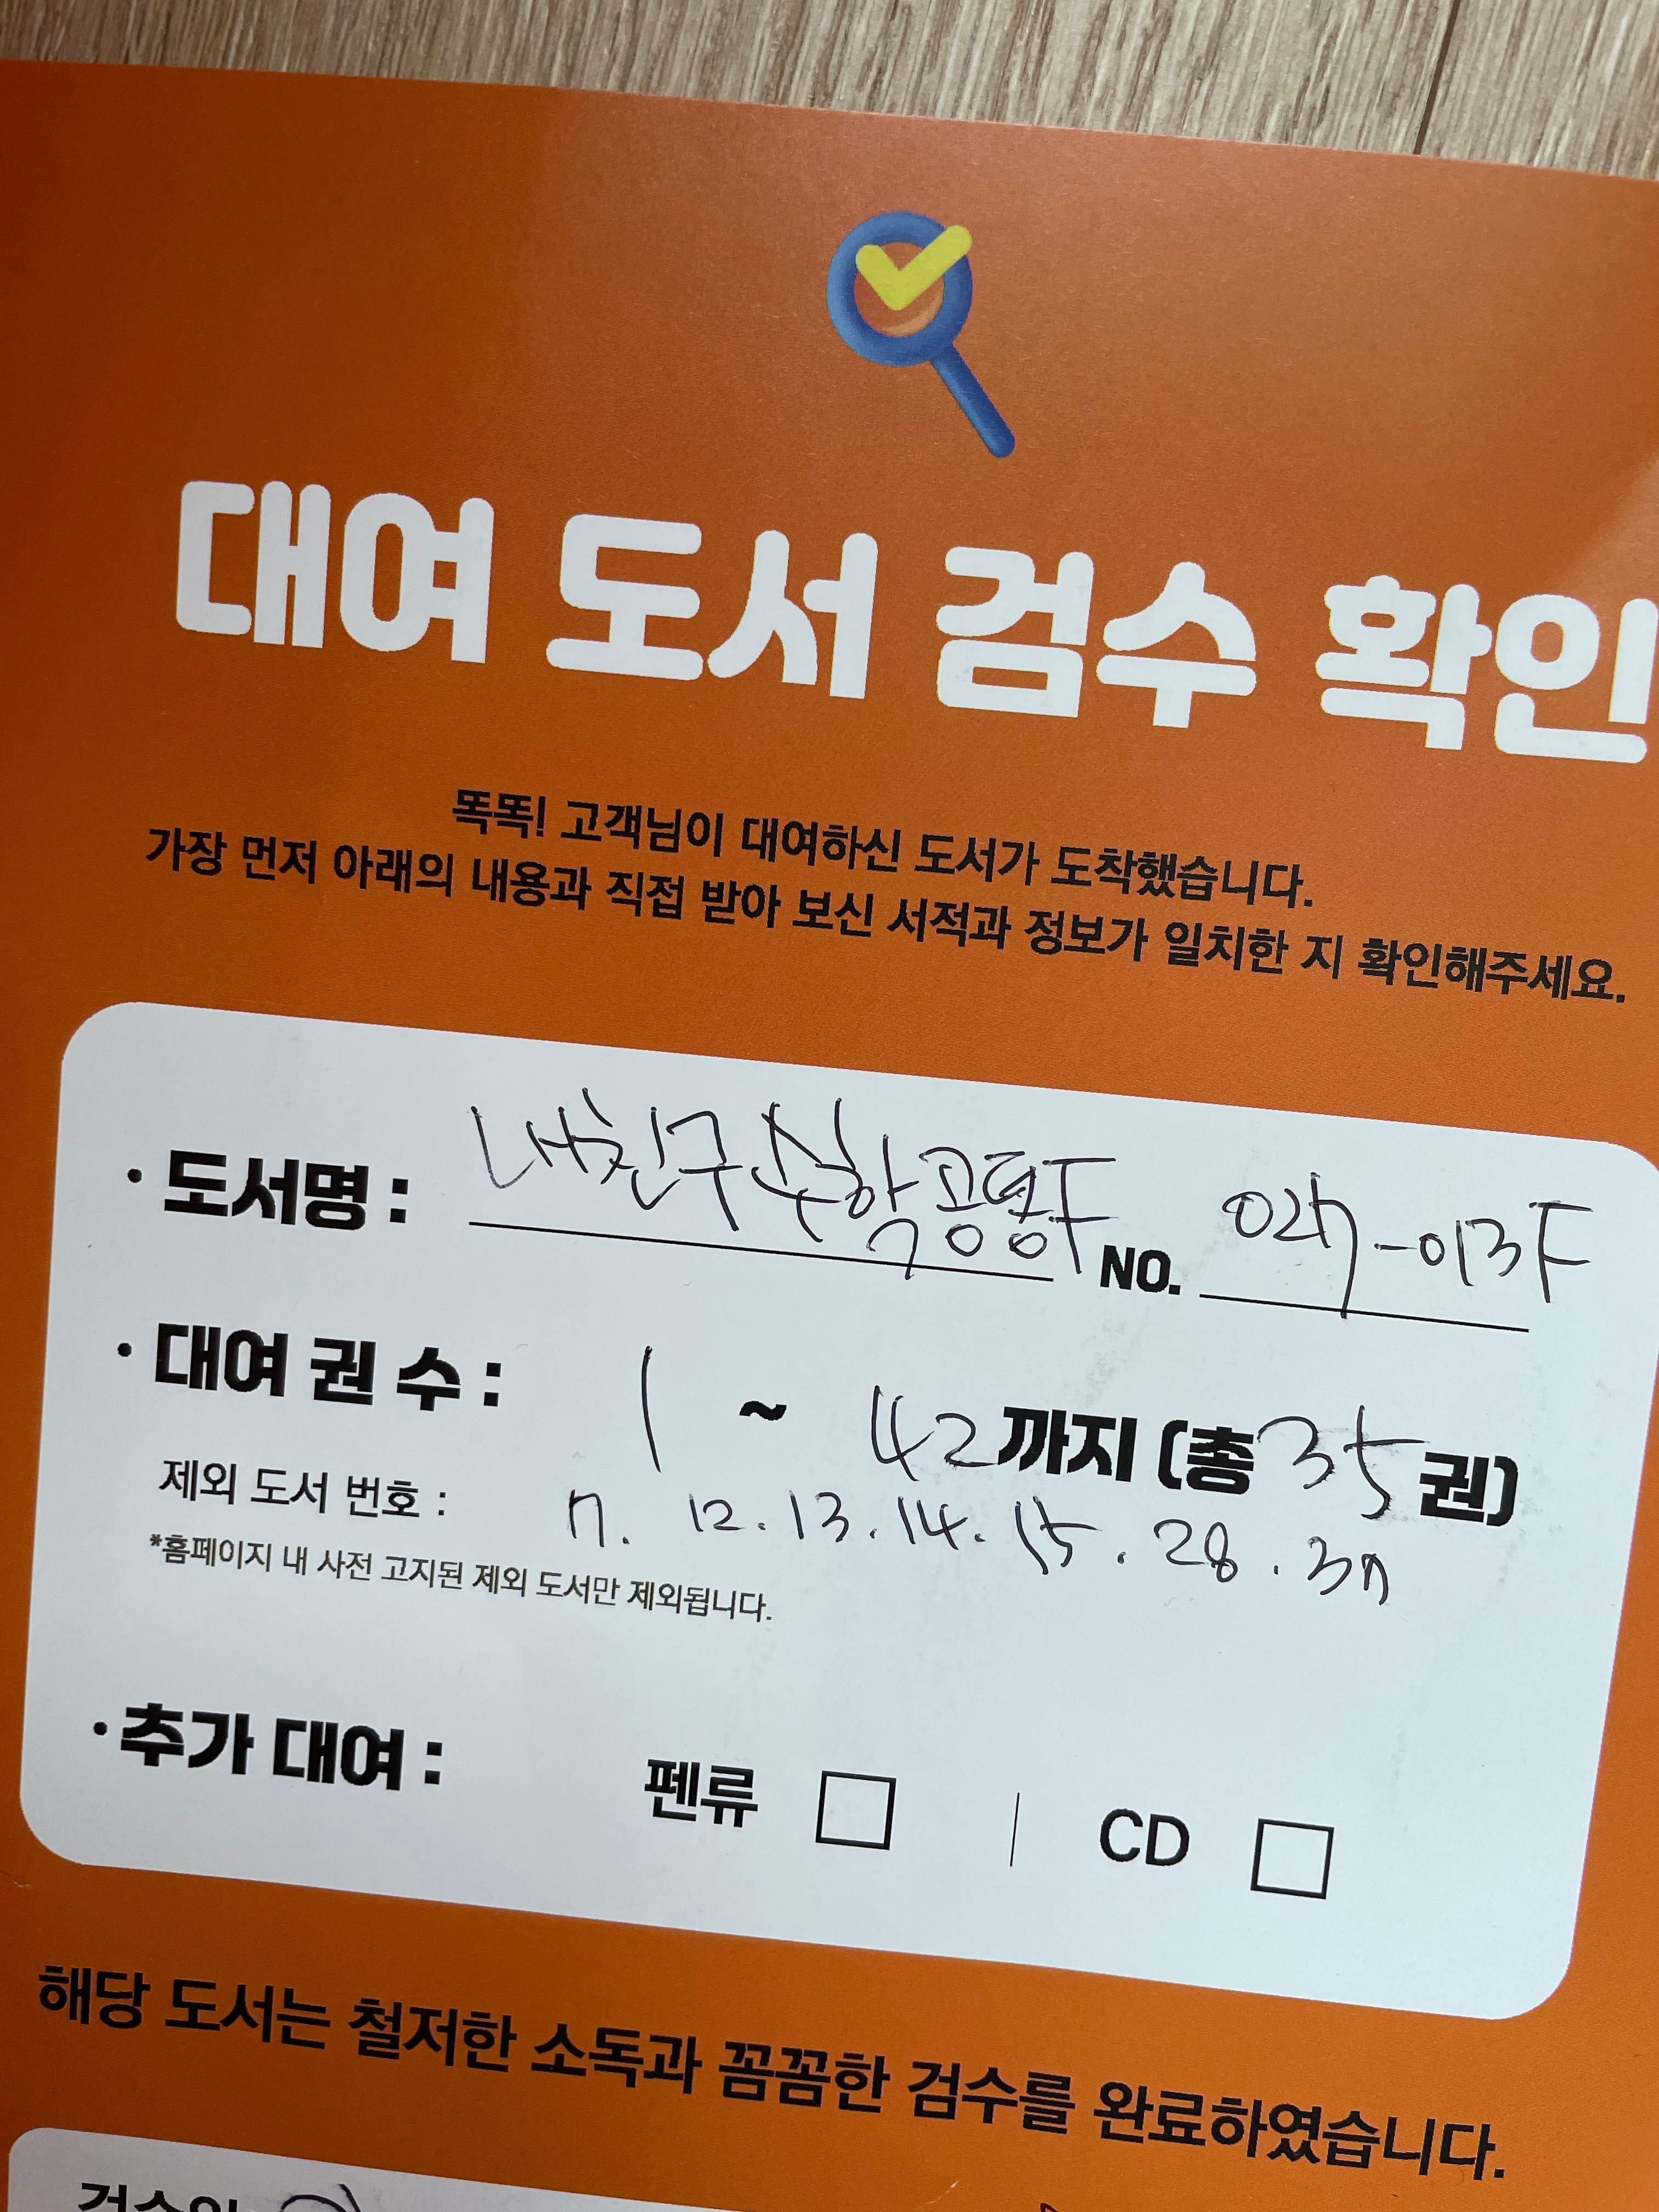 대여 도서 검수 확인
똑똑! 고객님이 대여하신 도서가 도착했습니다.
가장 먼저 아래의 내용과 직접 받아 보신 서적과 정보가 일치한 지 확인해주세요.
· 도서명 : 내친구수학공룡F NO. 027-013F
· 대여 권 수 : 1 ~ 42까지 (총 35권)
제외 도서 번호 : 7. 12. 13. 14. 15. 28. 37
*홈페이지 내 사전 고지된 제외 도서만 제외됩니다.
· 추가 대여 : 펜류 □ | CD □
해당 도서는 철저한 소독과 꼼꼼한 검수를 완료하였습니다.